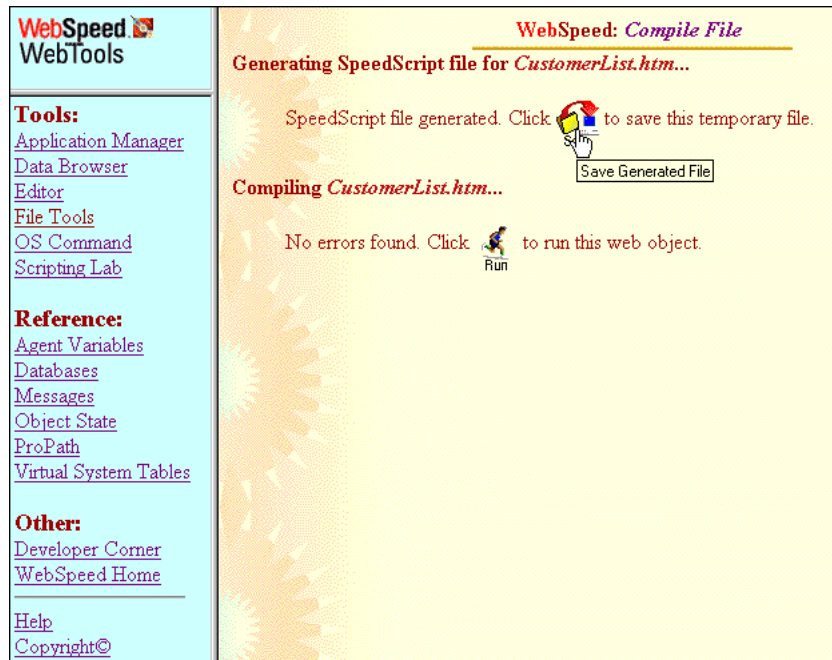 WebSpeed
WebTools
Tools:
Application Manager
Data Browser
Editor
File Tools
OS Command
Scripting Lab
Reference:
Agent Variables
Databases
Messages
Object State
ProPath
Virtual System Tables
Other:
Developer Corner
WebSpeed Home
Help
Copyright©
WebSpeed: Compile File
Generating SpeedScript file for CustomerList.htm...
SpeedScript file generated. Click to save this temporary file.
Save Generated File
Compiling CustomerList.htm...
No errors found. Click to run this web object.
Run